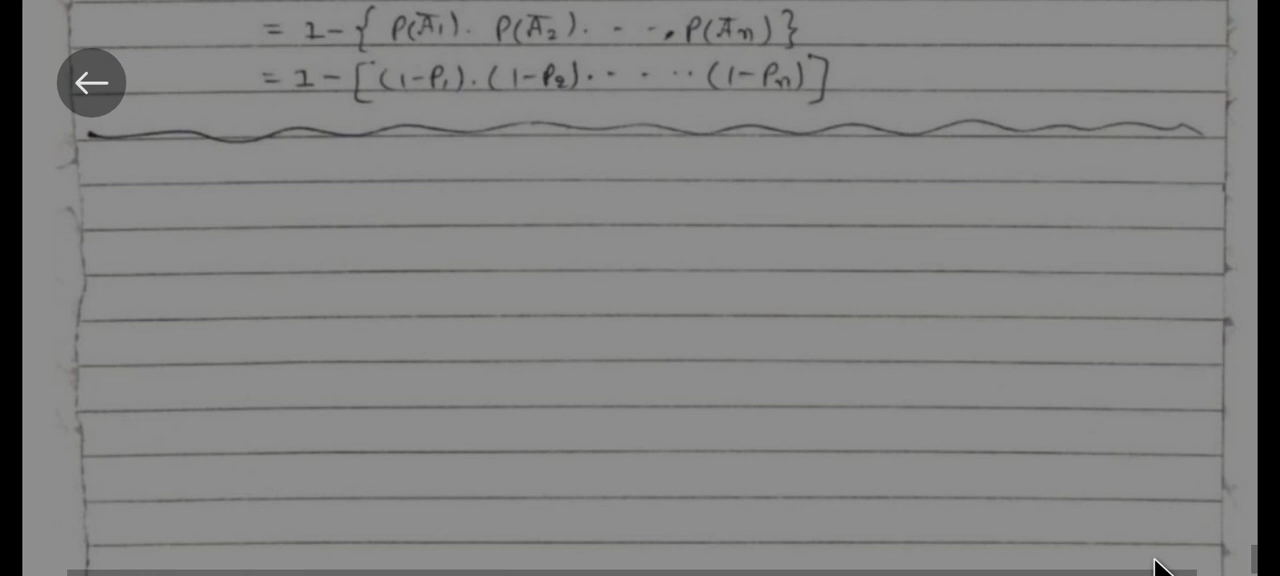 = 1-{ P(Ā₁). P(Ā₂). - -. P(Ān)}
= 1-[(1-P₁).(1-P₂).- - - ..(1-Pn)]